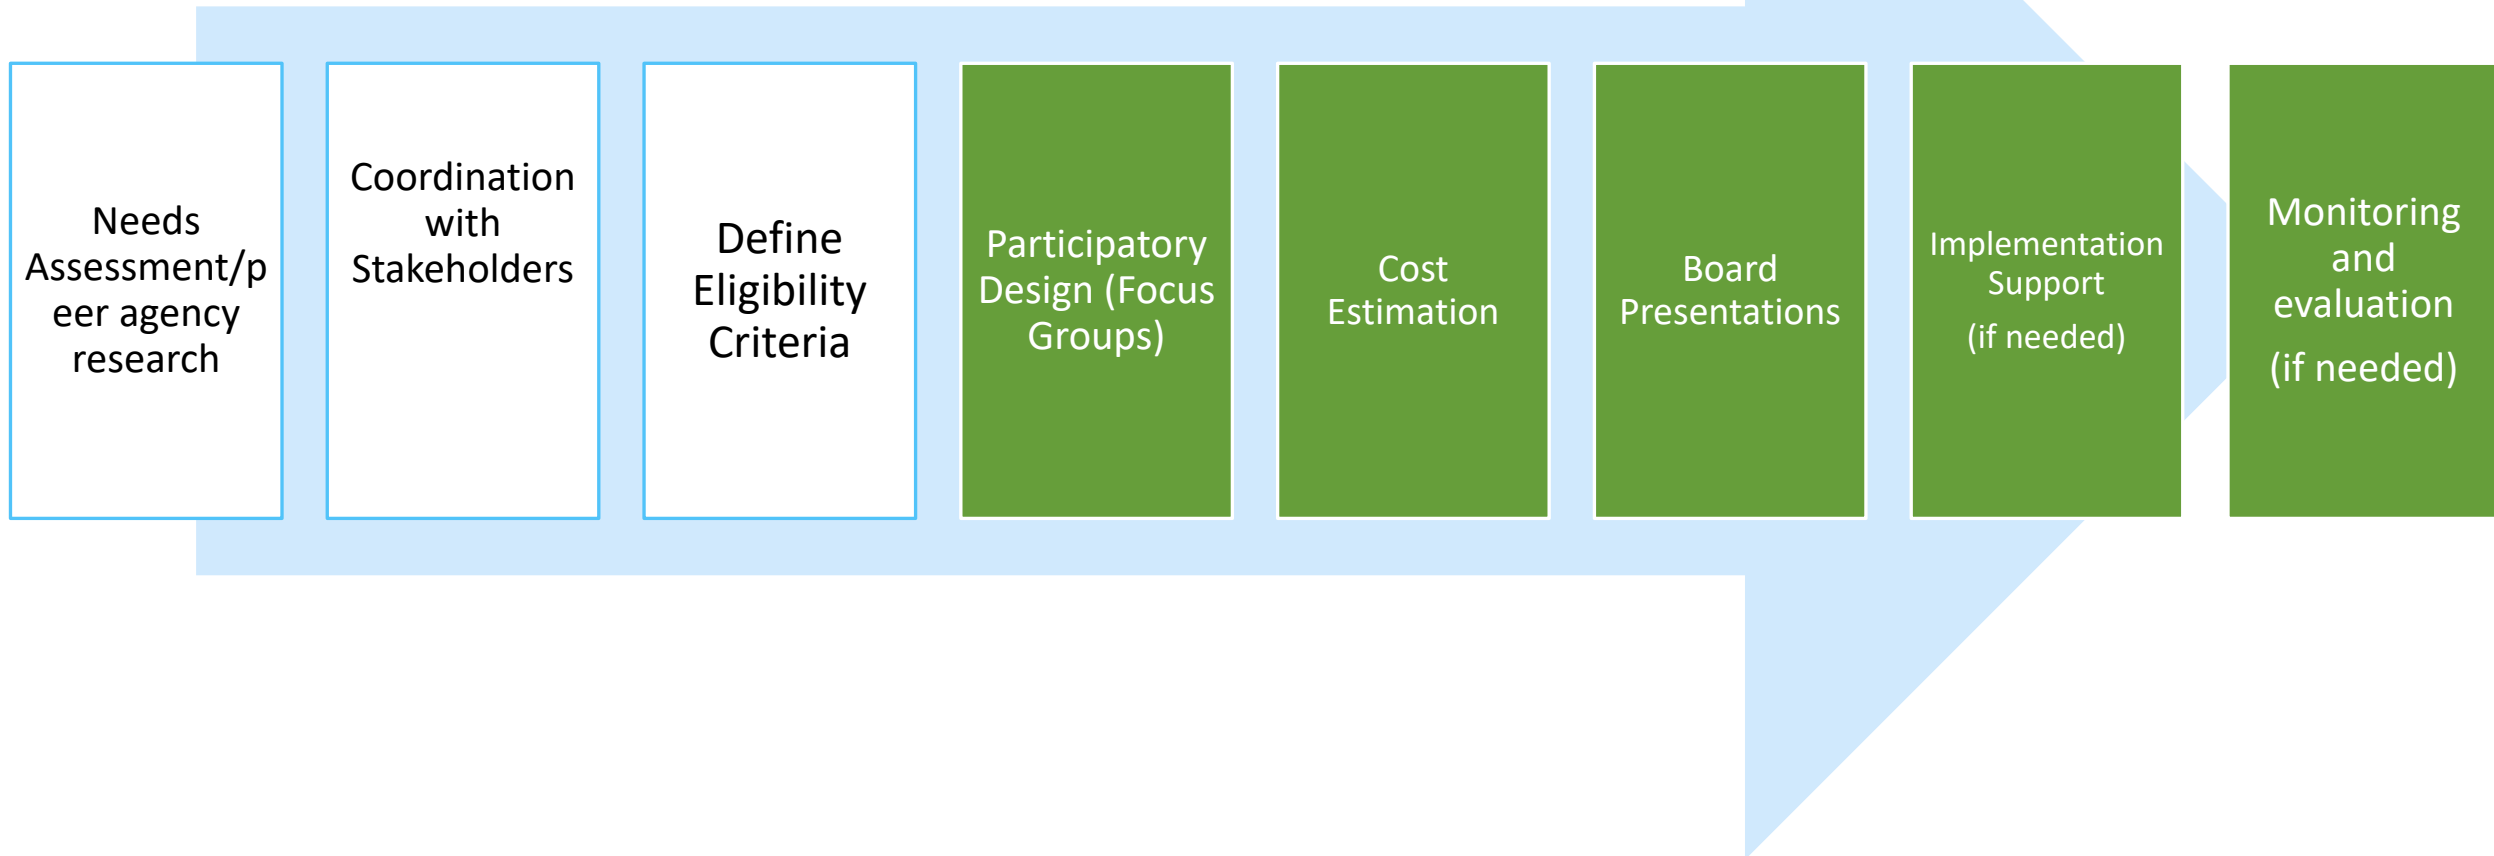 Needs
Assessment/p
eer agency
research
Coordination
with
Stakeholders
Define
Eligibility
Criteria
Participatory
Design (Focus
Groups)
Cost
Estimation
Board
Presentations
Implementation
Support
(if needed)
Monitoring
and
evaluation
(if needed)